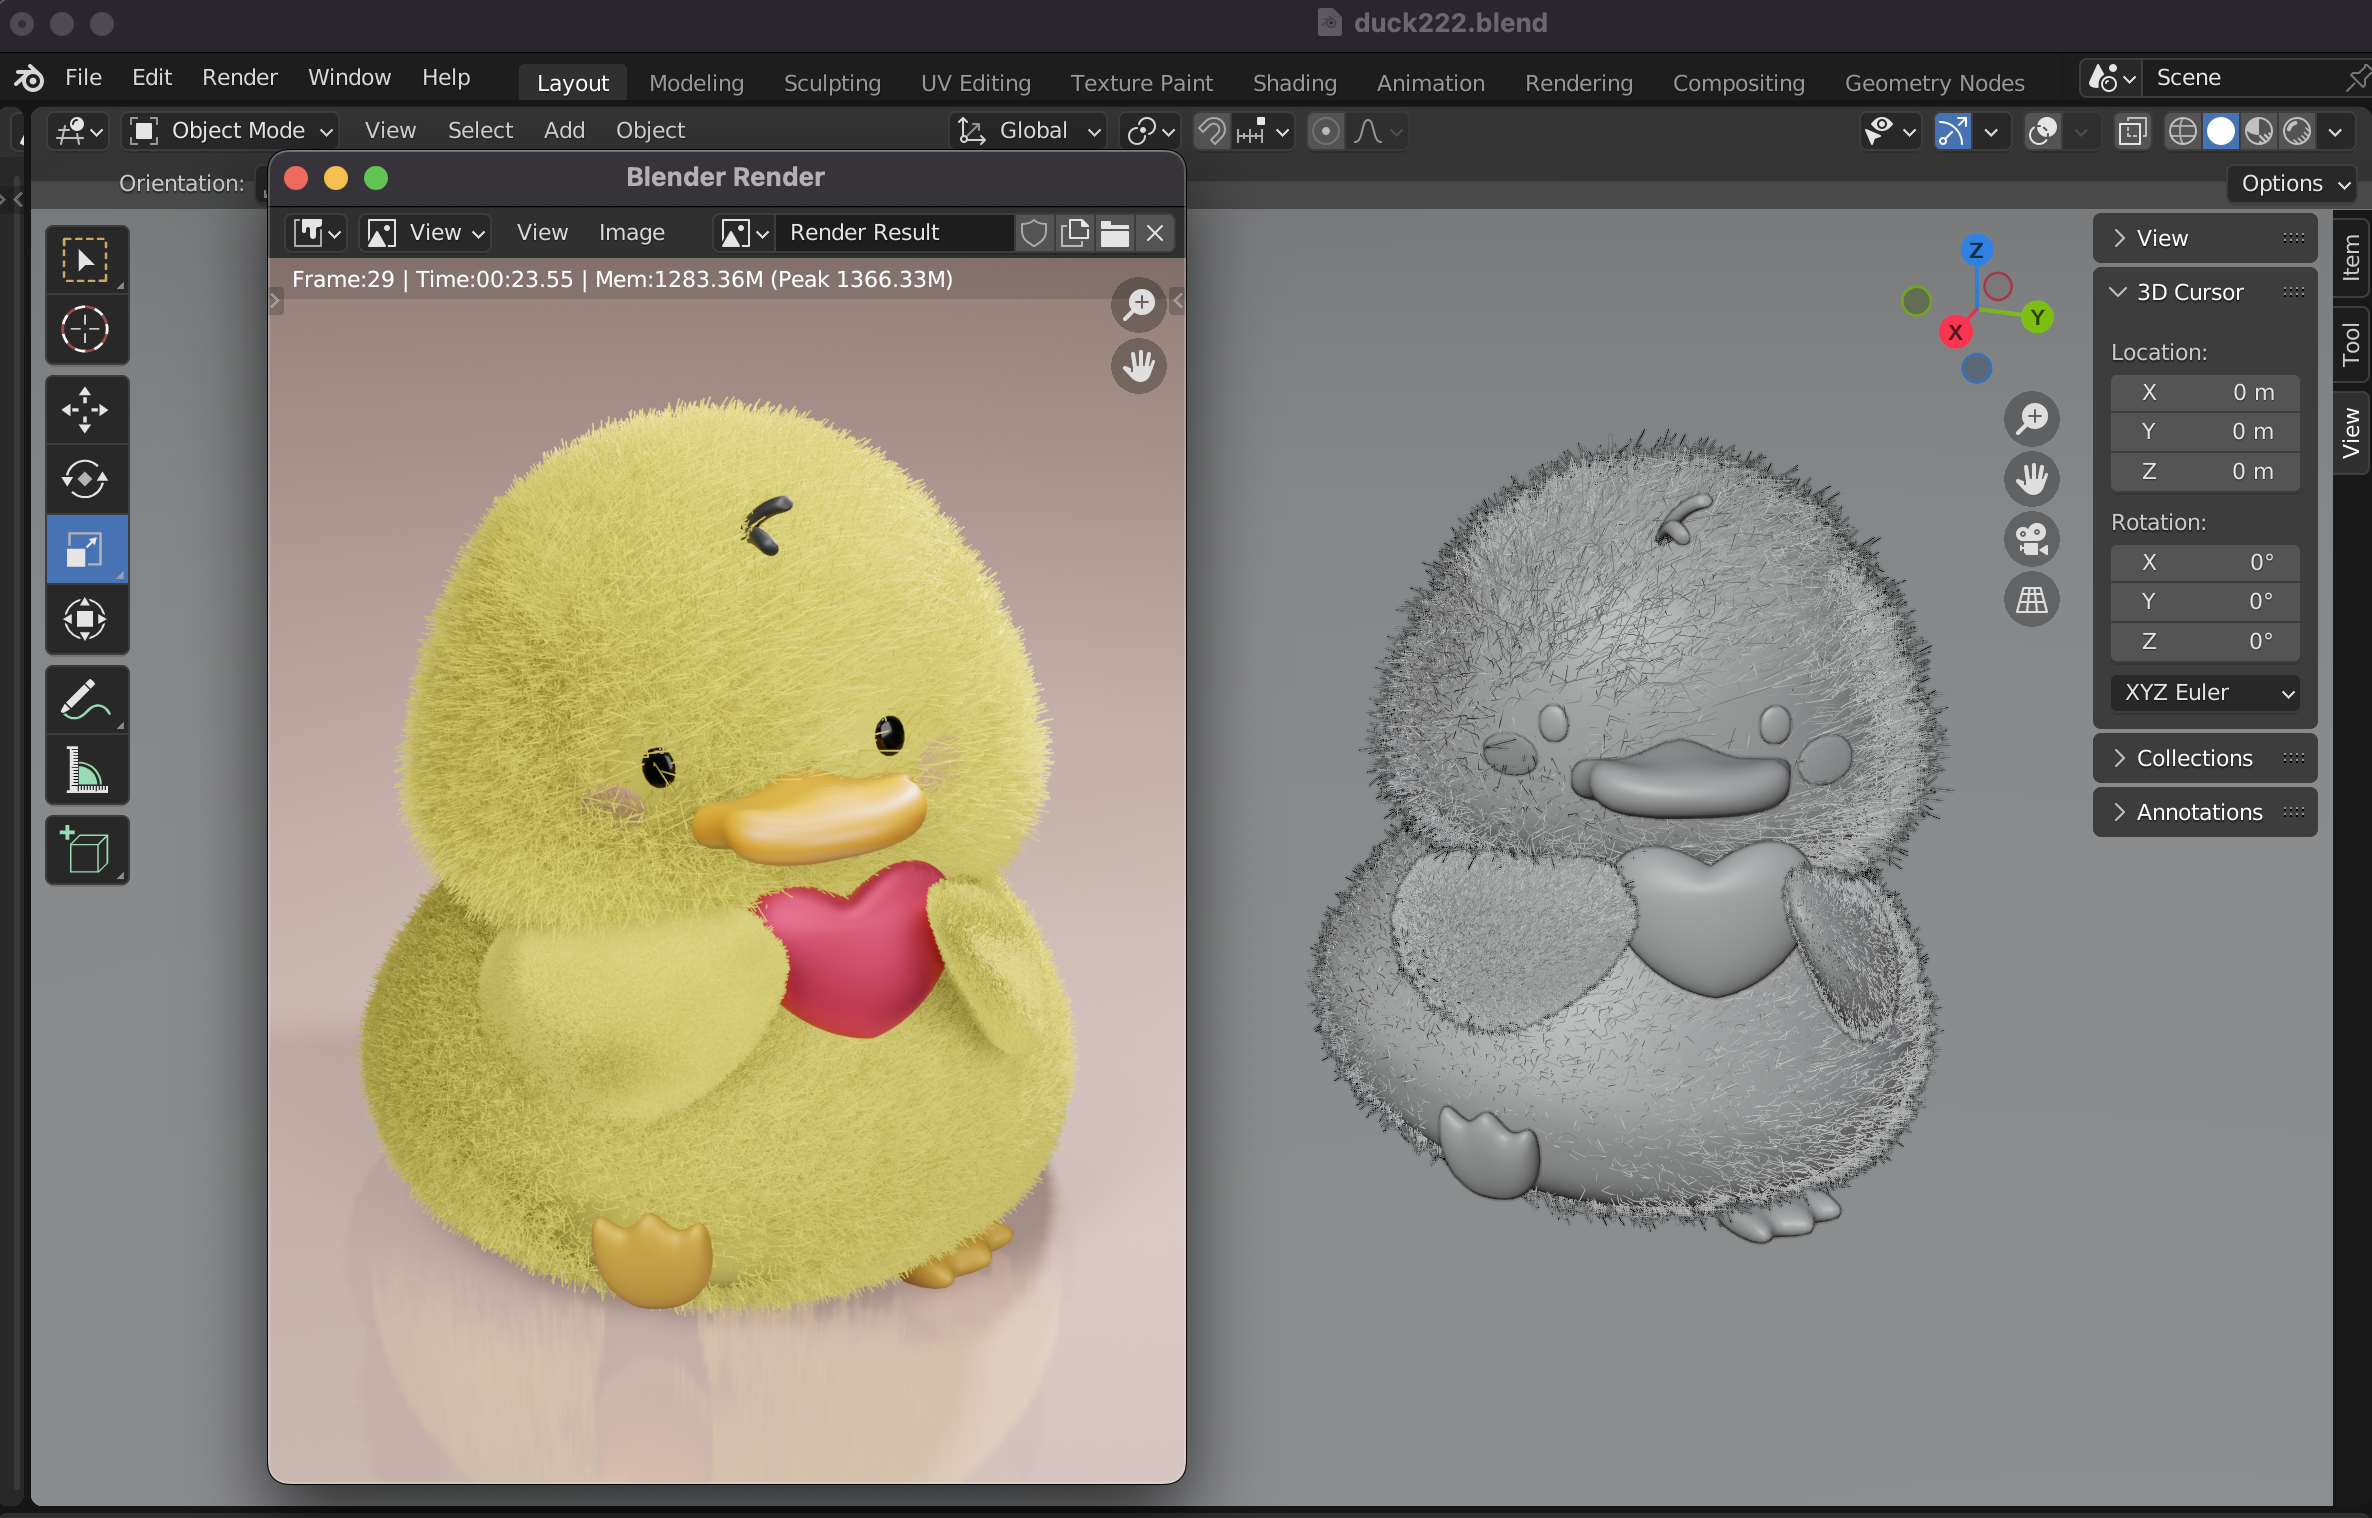 duck222.blend
File Edit Render Window Help Layout Modeling Sculpting UV Editing Texture Paint Shading Animation Rendering Compositing Geometry Nodes Scene
Object Mode View Select Add Object Global
Orientation: Options
Blender Render
View View Image Render Result
Frame:29 | Time:00:23.55 | Mem:1283.36M (Peak 1366.33M)
Z
Y
X
View
3D Cursor
Location:
X 0 m
Y 0 m
Z 0 m
Rotation:
X 0°
Y 0°
Z 0°
XYZ Euler
Collections
Annotations
Item
Tool
View